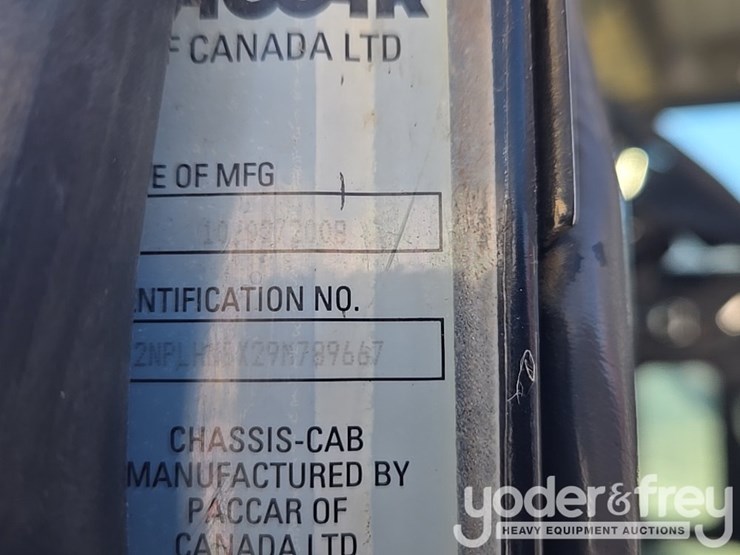 F CANADA LTD
E OF MFG
2008
NTIFICATION NO.
CHASSIS-CAB
MANUFACTURED BY
PACCAR OF
CANADA LTD
yoder&frey
HEAVY EQUIPMENT AUCTIONS